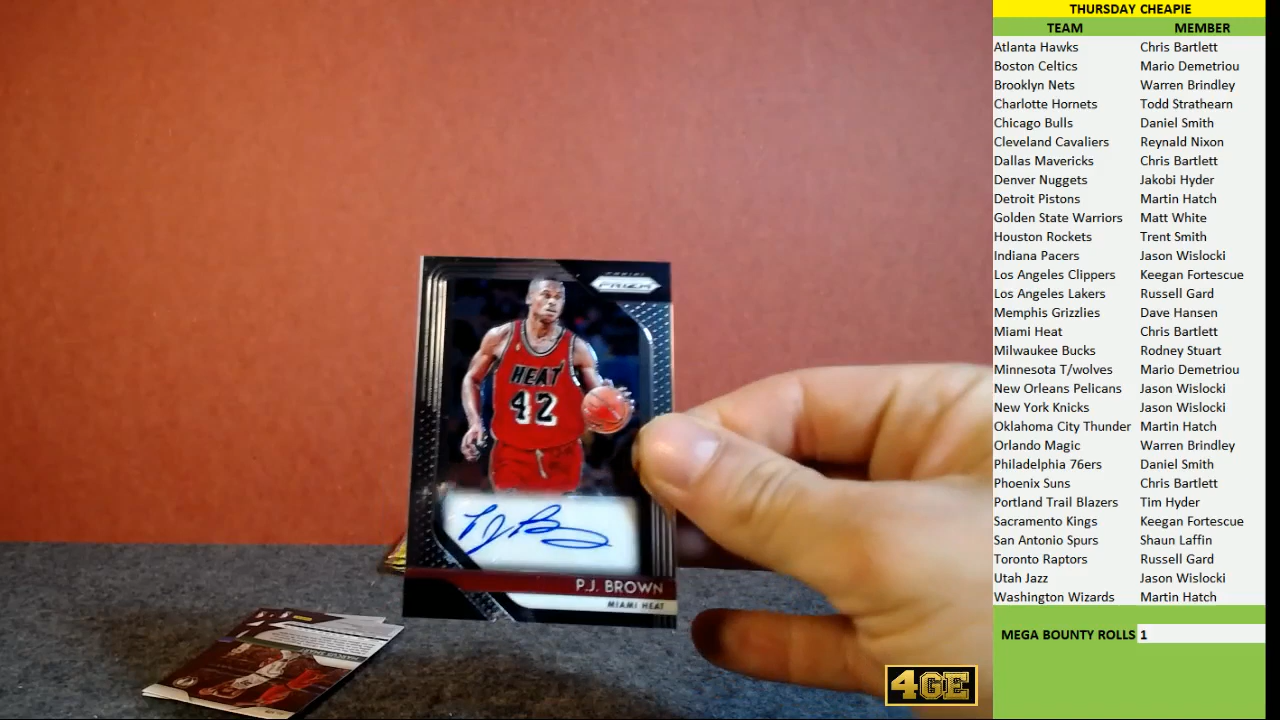 PANINI
PRIZM
HEAT
42
P.J. Brown
P.J. BROWN
MIAMI HEAT
4GE
THURSDAY CHEAPIE
TEAM MEMBER
Atlanta Hawks Chris Bartlett
Boston Celtics Mario Demetriou
Brooklyn Nets Warren Brindley
Charlotte Hornets Todd Strathearn
Chicago Bulls Daniel Smith
Cleveland Cavaliers Reynald Nixon
Dallas Mavericks Chris Bartlett
Denver Nuggets Jakobi Hyder
Detroit Pistons Martin Hatch
Golden State Warriors Matt White
Houston Rockets Trent Smith
Indiana Pacers Jason Wislocki
Los Angeles Clippers Keegan Fortescue
Los Angeles Lakers Russell Gard
Memphis Grizzlies Dave Hansen
Miami Heat Chris Bartlett
Milwaukee Bucks Rodney Stuart
Minnesota T/wolves Mario Demetriou
New Orleans Pelicans Jason Wislocki
New York Knicks Jason Wislocki
Oklahoma City Thunder Martin Hatch
Orlando Magic Warren Brindley
Philadelphia 76ers Daniel Smith
Phoenix Suns Chris Bartlett
Portland Trail Blazers Tim Hyder
Sacramento Kings Keegan Fortescue
San Antonio Spurs Shaun Laffin
Toronto Raptors Russell Gard
Utah Jazz Jason Wislocki
Washington Wizards Martin Hatch
MEGA BOUNTY ROLLS 1